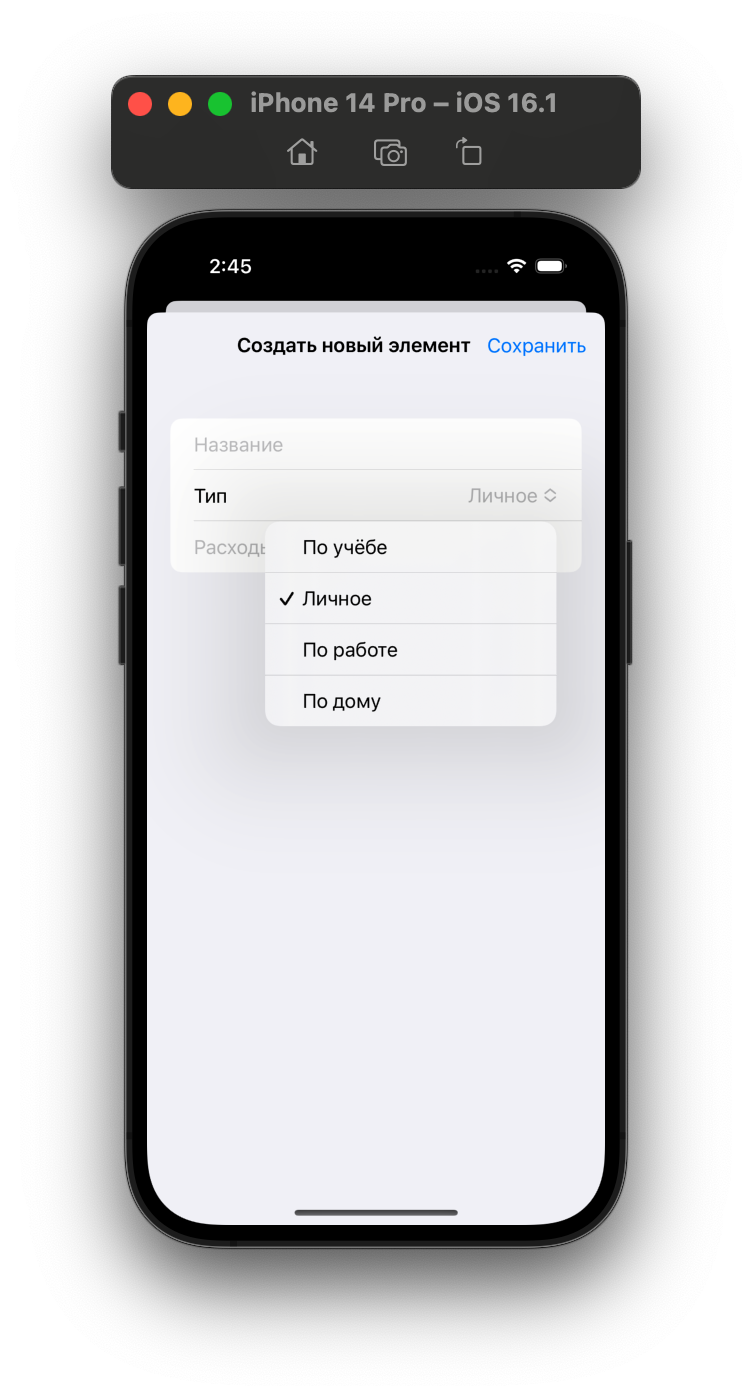 iPhone 14 Pro – iOS 16.1
2:45
Создать новый элемент Сохранить
Название
Тип Личное
По учёбе
Личное
По работе
По дому